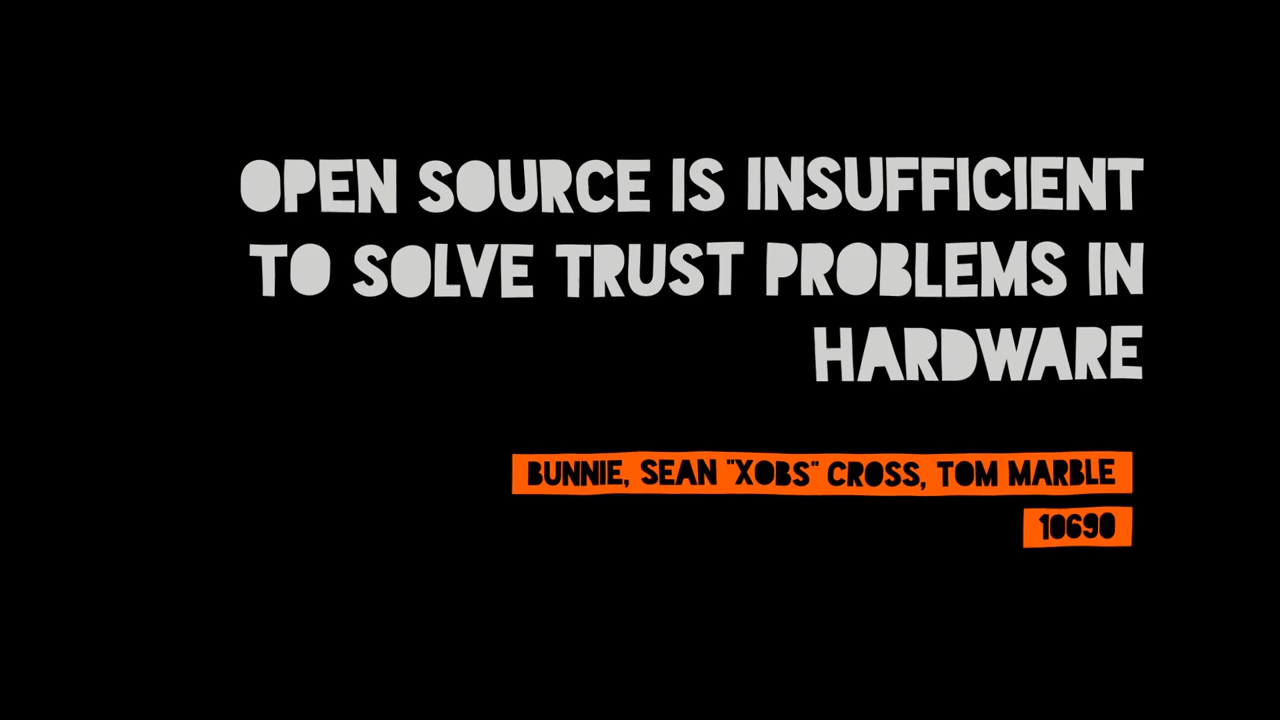 OPEN SOURCE IS INSUFFICIENT
TO SOLVE TRUST PROBLEMS IN
HARDWARE
BUNNIE, SEAN "XOBS" CROSS, TOM MARBLE
10690